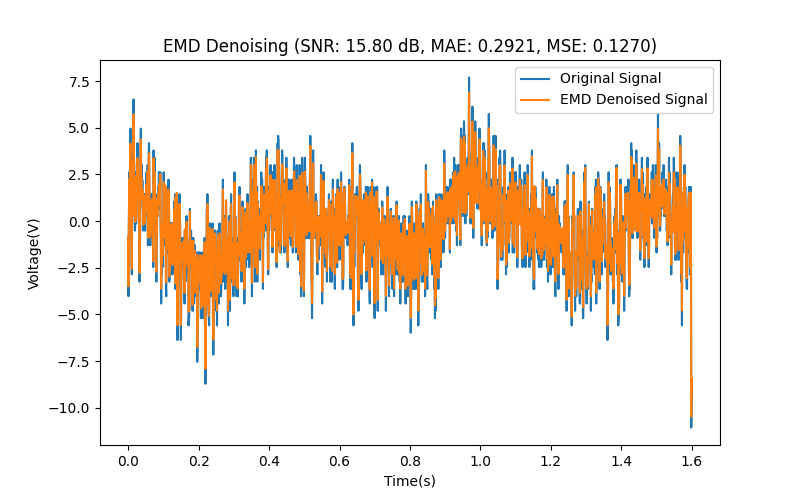 EMD Denoising (SNR: 15.80 dB, MAE: 0.2921, MSE: 0.1270)
Original Signal
EMD Denoised Signal
7.5
5.0
2.5
0.0
−2.5
−5.0
−7.5
−10.0
Voltage(V)
0.0 0.2 0.4 0.6 0.8 1.0 1.2 1.4 1.6
Time(s)